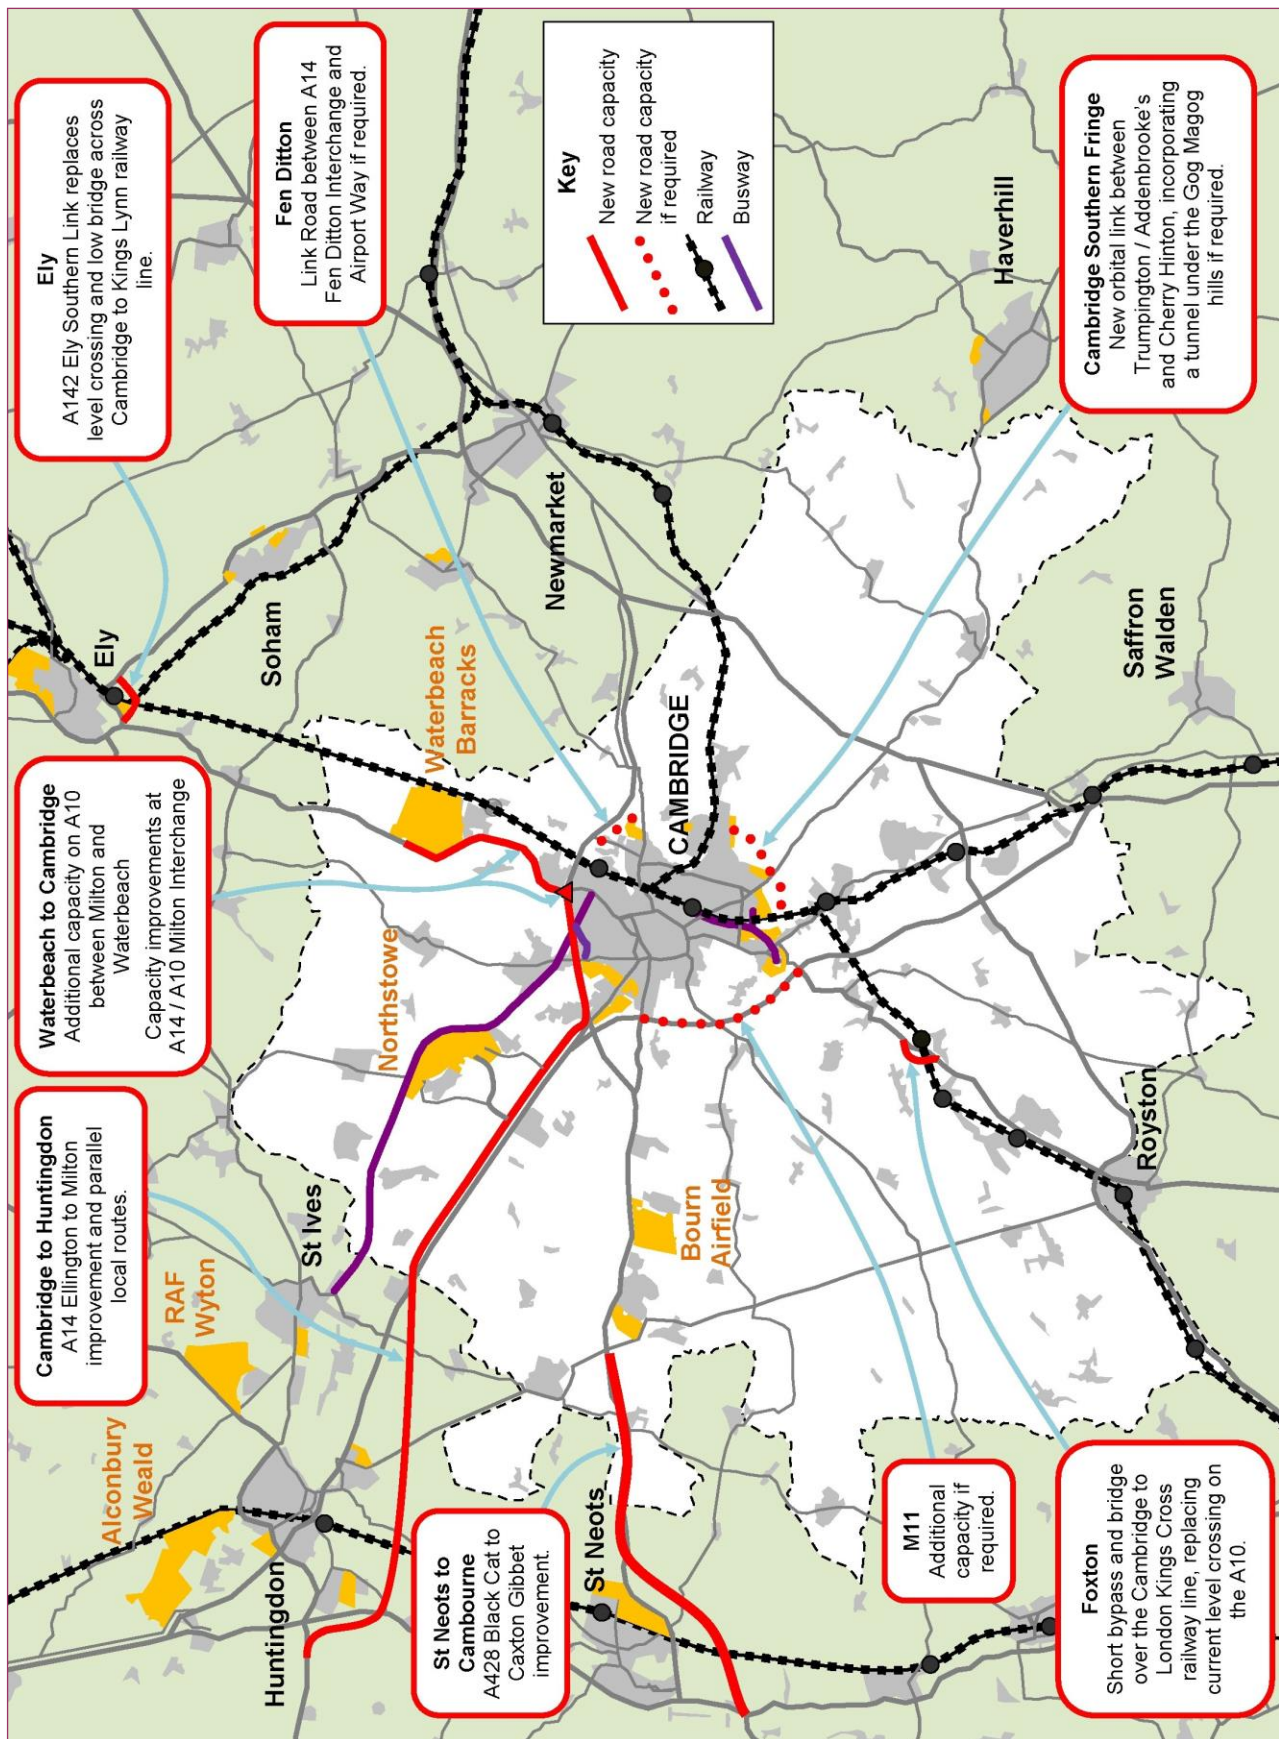 Cambridge to Huntingdon
A14 Ellington to Milton
improvement and parallel
local routes.
Waterbeach to Cambridge
Additional capacity on A10
between Milton and
Waterbeach
Capacity improvements at
A14 / A10 Milton Interchange
Ely
A142 Ely Southern Link replaces
level crossing and low bridge across
Cambridge to Kings Lynn railway
line.
Fen Ditton
Link Road between A14
Fen Ditton Interchange and
Airport Way if required.
Alconbury
Weald
RAF
Wyton
Huntingdon
St Ives
Northstowe
Waterbeach
Barracks
Ely
Soham
Newmarket
St Neots to
Cambourne
A428 Black Cat to
Caxton Gibbet
improvement.
St Neots
Bourn
Airfield
CAMBRIDGE
Key
New road capacity
New road capacity
if required
Railway
Busway
Haverhill
M11
Additional
capacity if
required.
Foxton
Short bypass and bridge
over the Cambridge to
London Kings Cross
railway line, replacing
current level crossing on
the A10.
Royston
Saffron
Walden
Cambridge Southern Fringe
New orbital link between
Trumpington / Addenbrooke's
and Cherry Hinton, incorporating
a tunnel under the Gog Magog
hills if required.